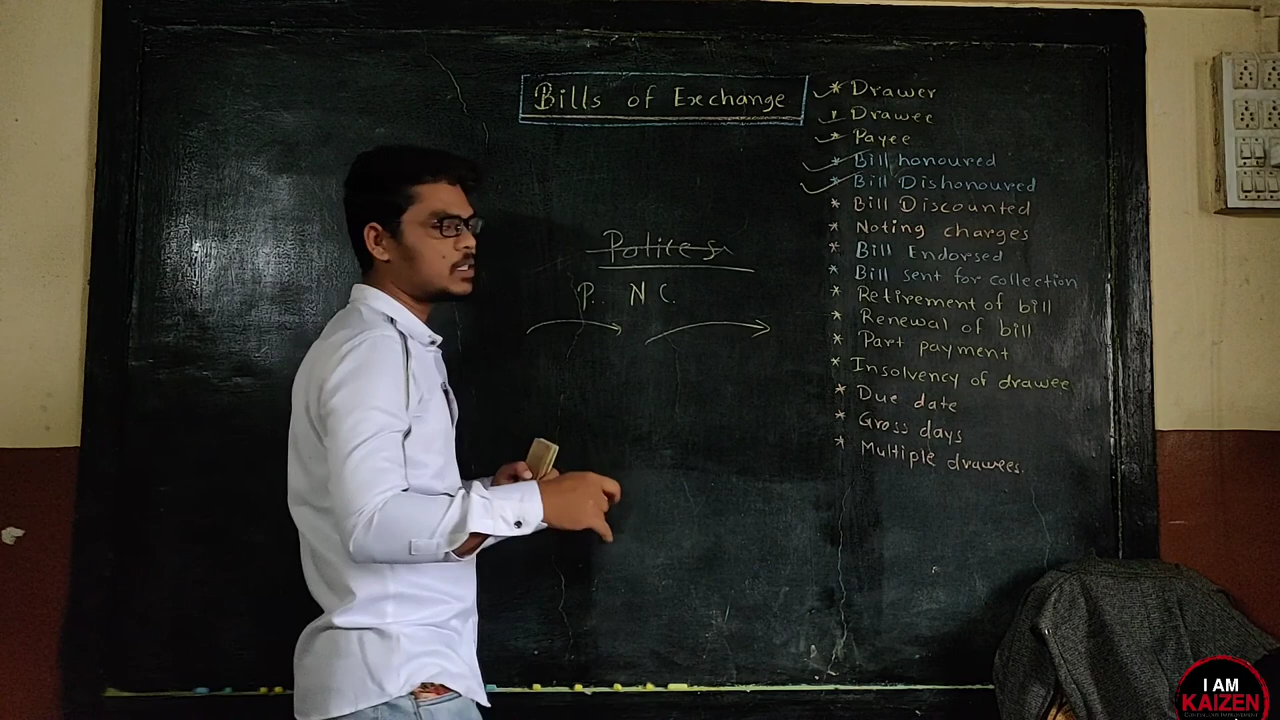 Bills of Exchange
* Drawer
* Drawee
* Payee
* Bill honoured
* Bill Dishonoured
* Bill Discounted
* Noting charges
* Bill Endorsed
* Bill sent for collection
* Retirement of bill
* Renewal of bill
* Part payment
* Insolvency of drawee
* Due date
* Gross days
* Multiple drawees.
P. N C.
I AM
KAIZEN